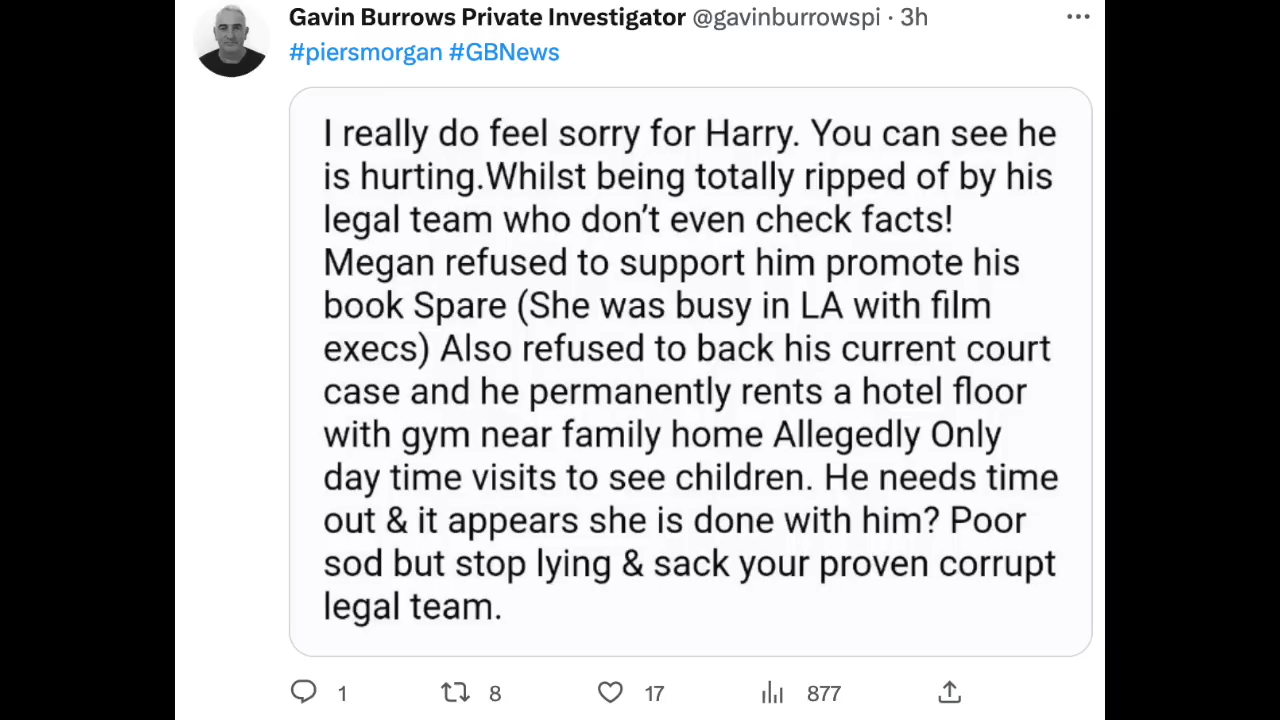 Gavin Burrows Private Investigator @gavinburrowspi · 3h
#piersmorgan #GBNews
I really do feel sorry for Harry. You can see he
is hurting.Whilst being totally ripped of by his
legal team who don't even check facts!
Megan refused to support him promote his
book Spare (She was busy in LA with film
execs) Also refused to back his current court
case and he permanently rents a hotel floor
with gym near family home Allegedly Only
day time visits to see children. He needs time
out & it appears she is done with him? Poor
sod but stop lying & sack your proven corrupt
legal team.
1 8 17 877